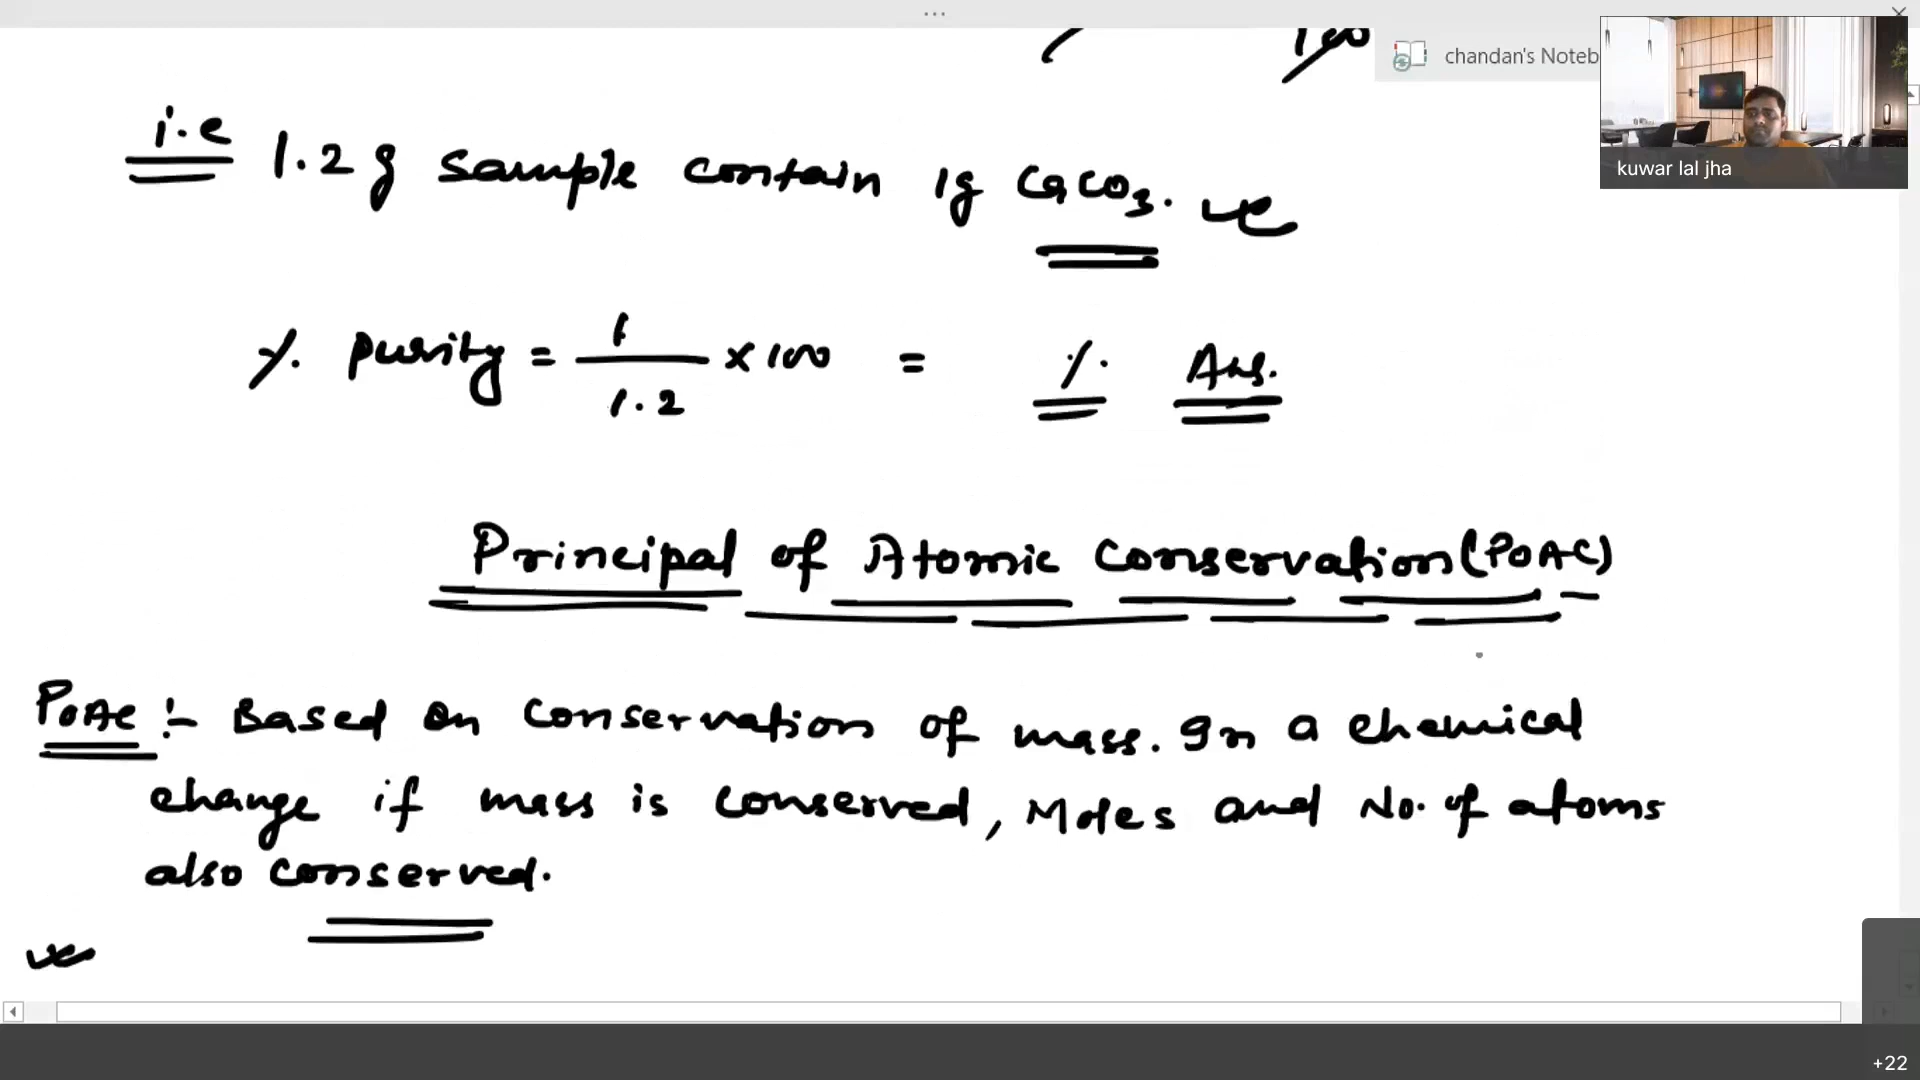 ...
chandan's Noteb
kuwar lal jha
i.e 1.2 g sample contain 1g CaCO3.
% purity = 1/1.2 × 100 = % Ans.
Principal of Atomic Conservation (POAC)
POAC :- Based on conservation of mass. In a chemical
change if mass is conserved, Moles and No. of atoms
also conserved.
+22